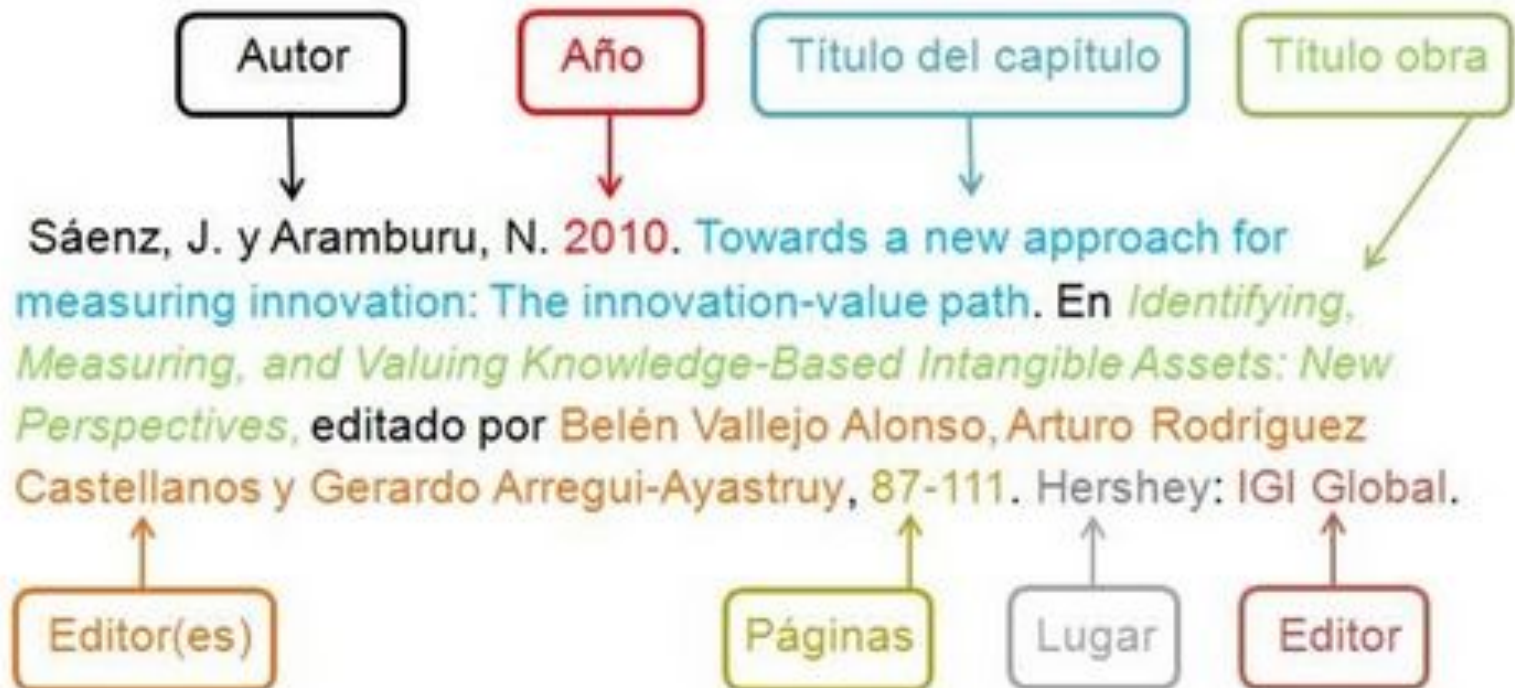 Autor Año Título del capítulo Título obra
Sáenz, J. y Aramburu, N. 2010. Towards a new approach for
measuring innovation: The innovation-value path. En Identifying,
Measuring, and Valuing Knowledge-Based Intangible Assets: New
Perspectives, editado por Belén Vallejo Alonso, Arturo Rodríguez
Castellanos y Gerardo Arregui-Ayastruy, 87-111. Hershey: IGI Global.
Editor(es) Páginas Lugar Editor